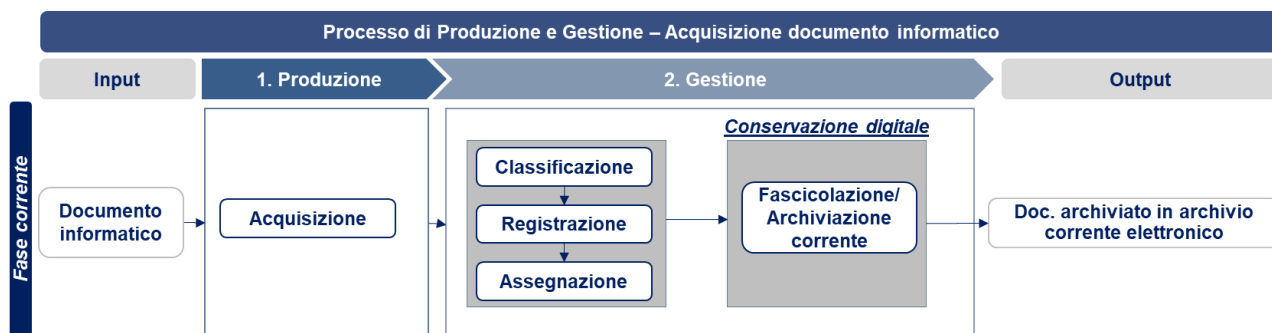 Processo di Produzione e Gestione – Acquisizione documento informatico
Input
1. Produzione
2. Gestione
Output
Fase corrente
Documento
informatico
Acquisizione
Classificazione
Registrazione
Assegnazione
Conservazione digitale
Fascicolazione/
Archiviazione
corrente
Doc. archiviato in archivio
corrente elettronico